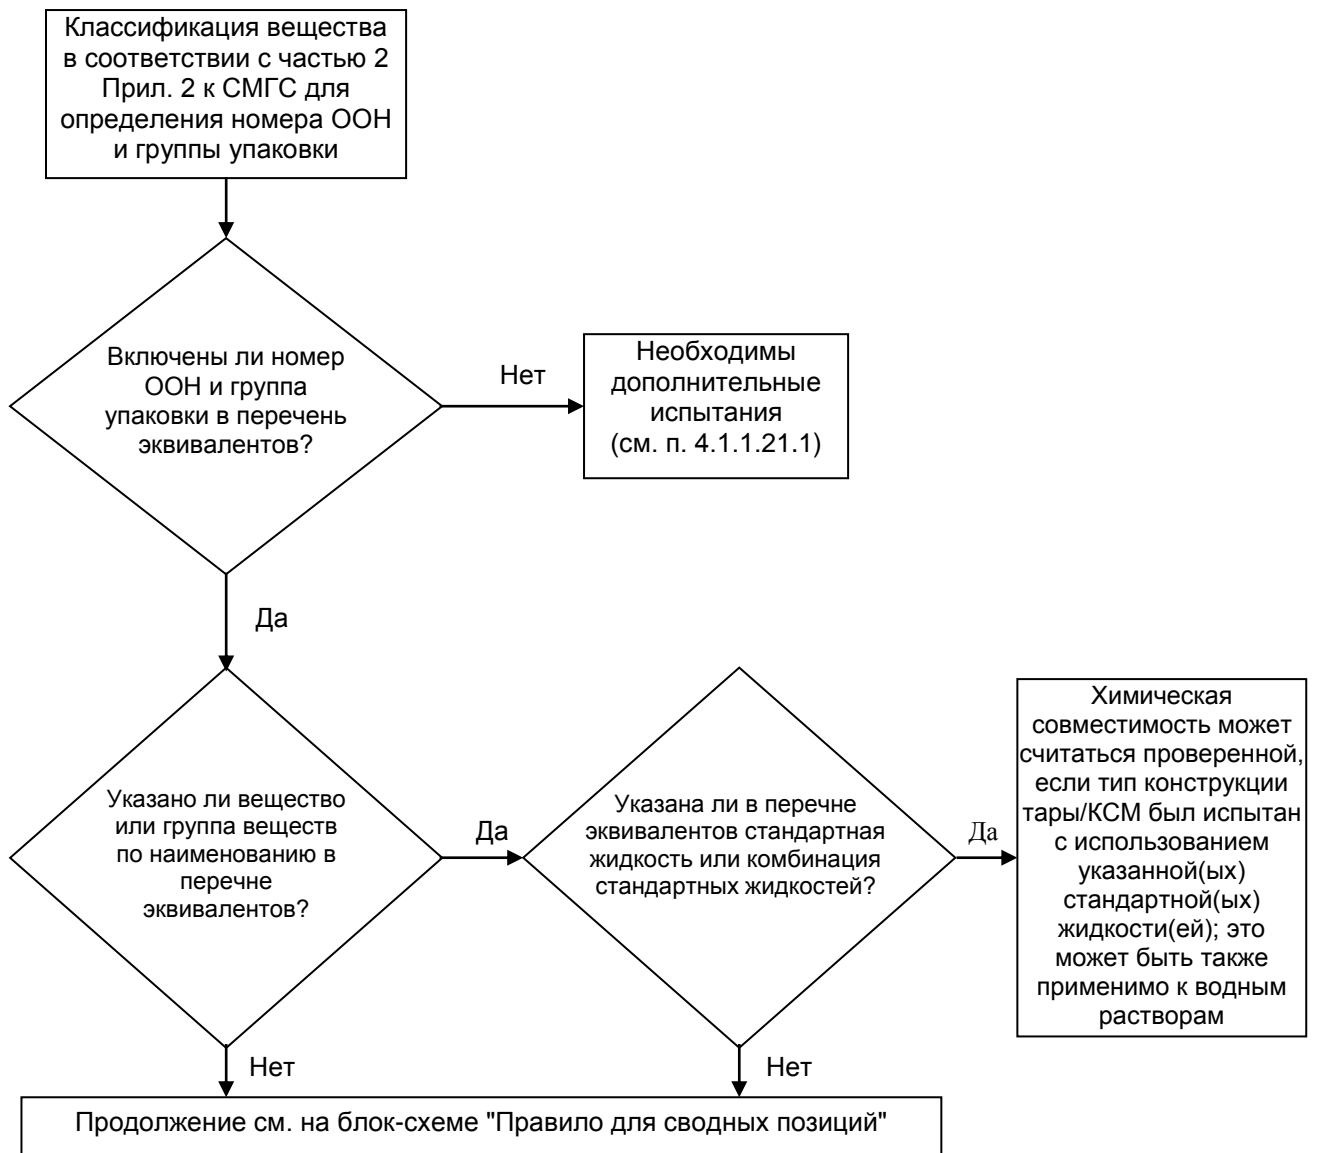 Классификация вещества
в соответствии с частью 2
Прил. 2 к СМГС для
определения номера ООН
и группы упаковки
Включены ли номер
ООН и группа
упаковки в перечень
эквивалентов?
Нет
Необходимы
дополнительные
испытания
(см. п. 4.1.1.21.1)
Да
Указано ли вещество
или группа веществ
по наименованию в
перечне
эквивалентов?
Да
Указана ли в перечне
эквивалентов стандартная
жидкость или комбинация
стандартных жидкостей?
Да
Химическая
совместимость может
считаться проверенной,
если тип конструкции
тары/КСМ был испытан
с использованием
указанной(ых)
стандартной(ых)
жидкости(ей); это
может быть также
применимо к водным
растворам
Нет
Нет
Продолжение см. на блок-схеме "Правило для сводных позиций"